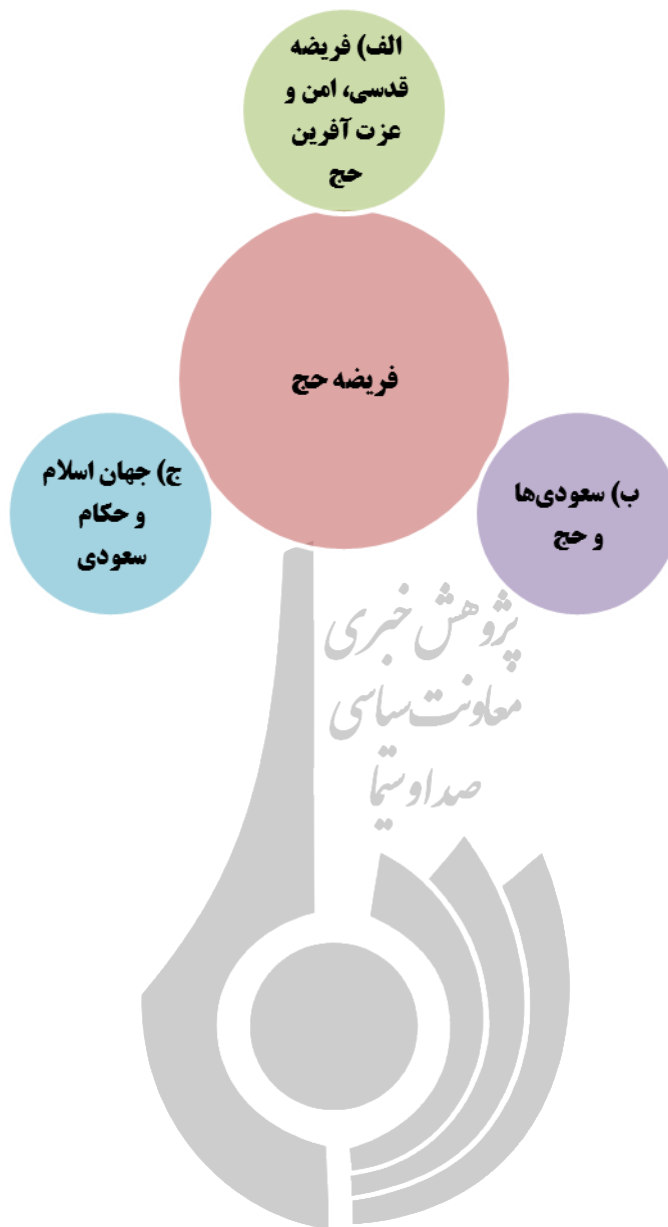 الف) فریضه
قدسی، امن و
عزت آفرین
حج
فریضه حج
ب) سعودی‌ها
و حج
ج) جهان اسلام
و حکام
سعودی
پژوهش خبری
معاونت سیاسی
صدا و سیما